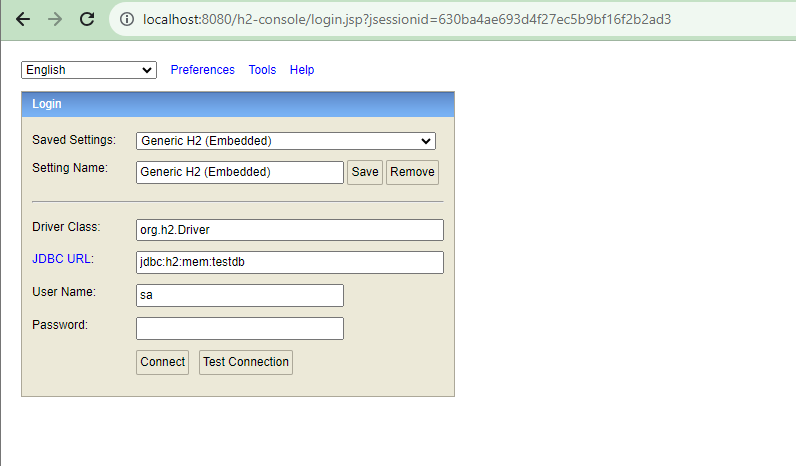 localhost:8080/h2-console/login.jsp?jsessionid=630ba4ae693d4f27ec5b9bf16f2b2ad3
English Preferences Tools Help
Login
Saved Settings: Generic H2 (Embedded)
Setting Name: Generic H2 (Embedded) Save Remove
Driver Class: org.h2.Driver
JDBC URL: jdbc:h2:mem:testdb
User Name: sa
Password:
Connect Test Connection